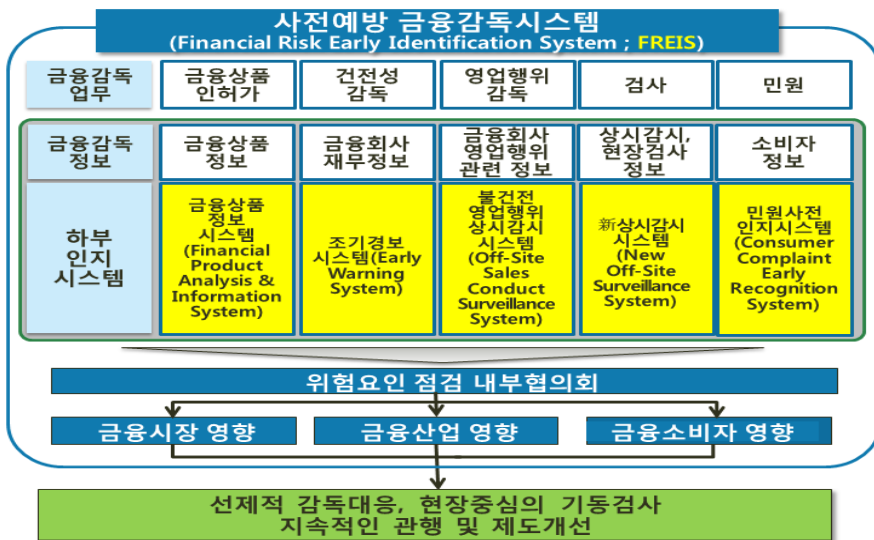 사전예방 금융감독시스템
(Financial Risk Early Identification System ; FREIS)
금융감독
업무
금융상품
인허가
건전성
감독
영업행위
감독
검사
민원
금융감독
정보
금융상품
정보
금융회사
재무정보
금융회사
영업행위
관련 정보
상시감시,
현장검사
정보
소비자
정보
하부
인지
시스템
금융상품
정보
시스템
(Financial
Product
Analysis &
Information
System)
조기경보
시스템(Early
Warning
System)
불건전
영업행위
상시감시
시스템
(Off-Site
Sales
Conduct
Surveillance
System)
新상시감시
시스템
(New
Off-Site
Surveillance
System)
민원사전
인지시스템
(Consumer
Complaint
Early
Recognition
System)
위험요인 점검 내부협의회
금융시장 영향
금융산업 영향
금융소비자 영향
선제적 감독대응, 현장중심의 기동검사
지속적인 관행 및 제도개선